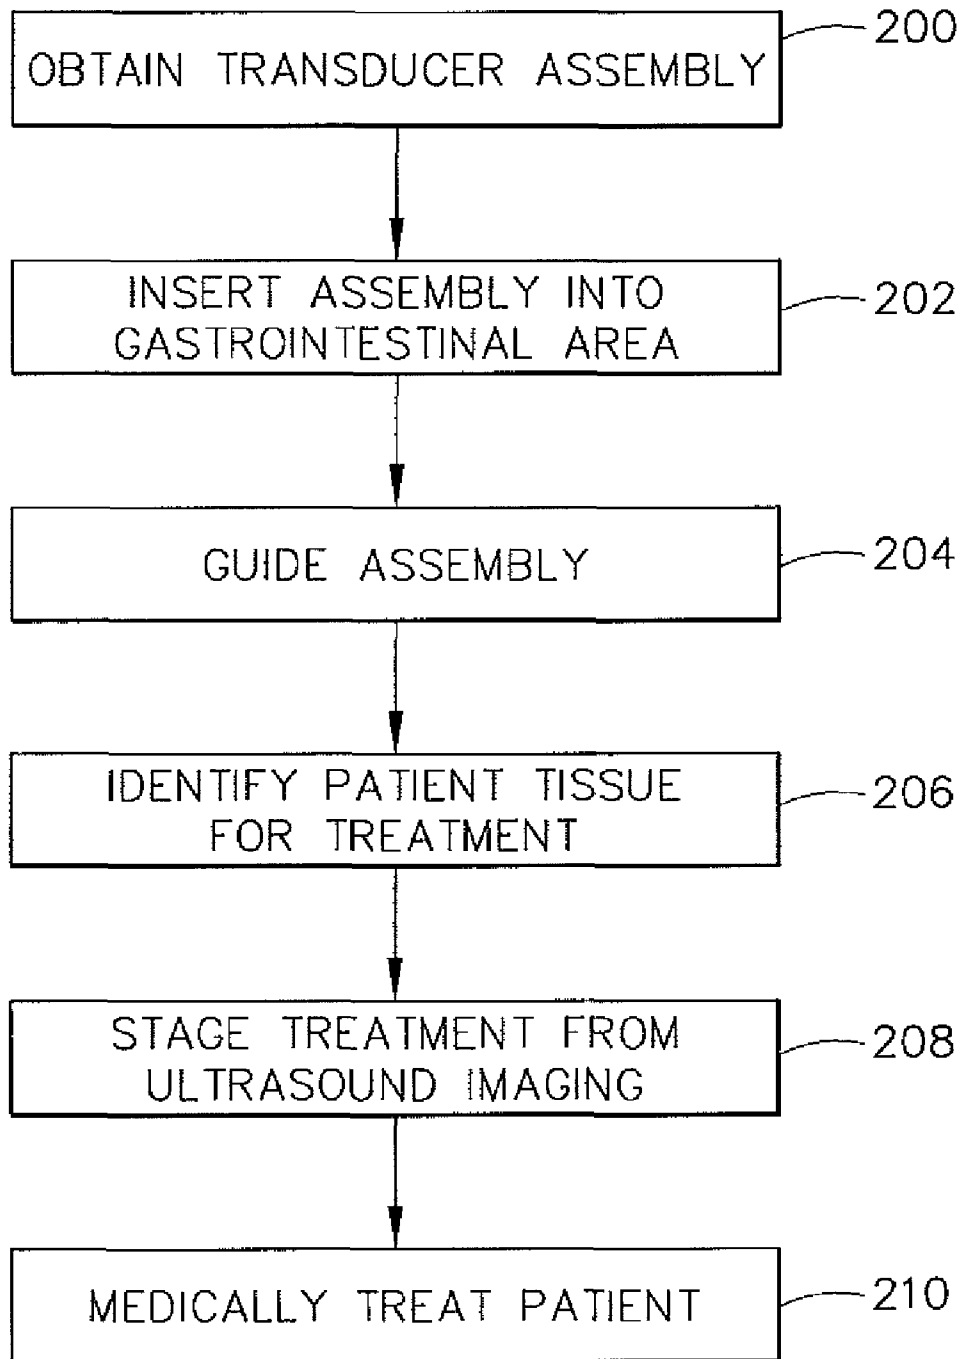 OBTAIN TRANSDUCER ASSEMBLY
200
INSERT ASSEMBLY INTO
GASTROINTESTINAL AREA
202
GUIDE ASSEMBLY
204
IDENTIFY PATIENT TISSUE
FOR TREATMENT
206
STAGE TREATMENT FROM
ULTRASOUND IMAGING
208
MEDICALLY TREAT PATIENT
210